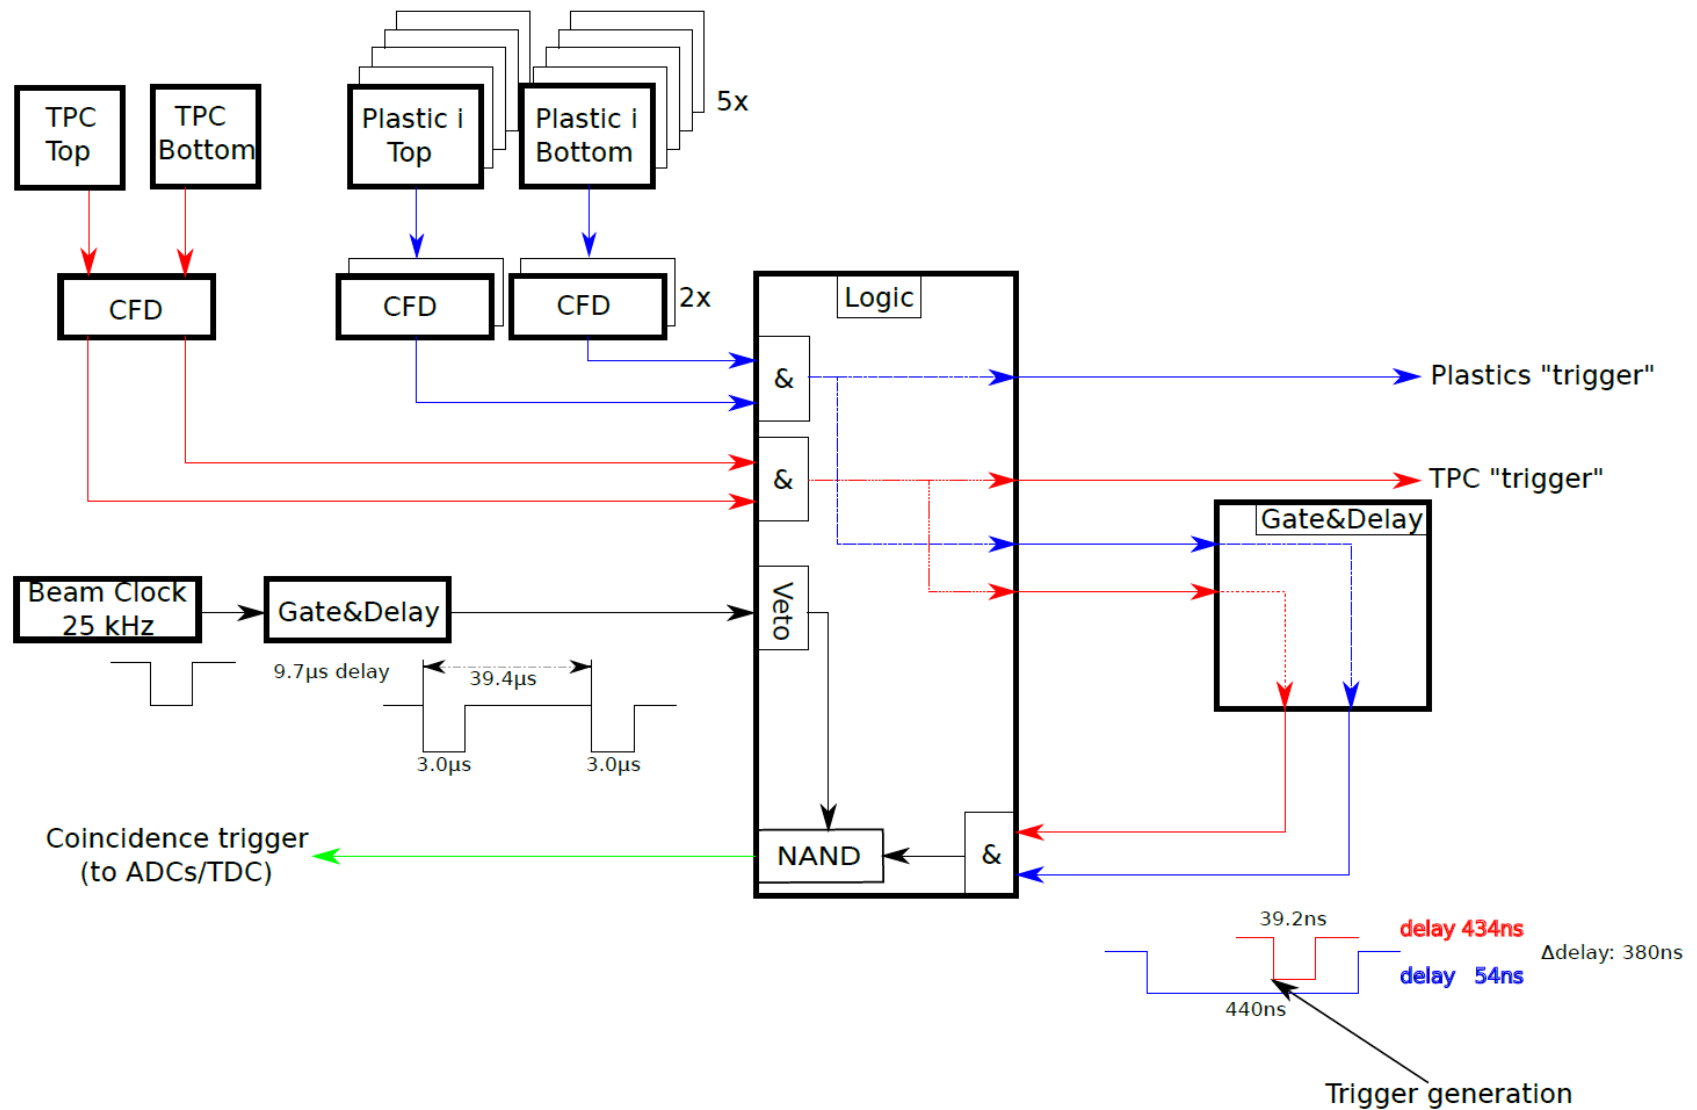 TPC
Top
TPC
Bottom
Plastic i
Top
Plastic i
Bottom
5x
CFD
CFD
CFD
2x
Logic
&
Plastics "trigger"
&
TPC "trigger"
Gate&Delay
Beam Clock
25 kHz
Gate&Delay
Veto
9.7µs delay
39.4µs
3.0µs
3.0µs
Coincidence trigger
(to ADCs/TDC)
NAND
&
39.2ns
delay 434ns
Δdelay: 380ns
delay 54ns
440ns
Trigger generation